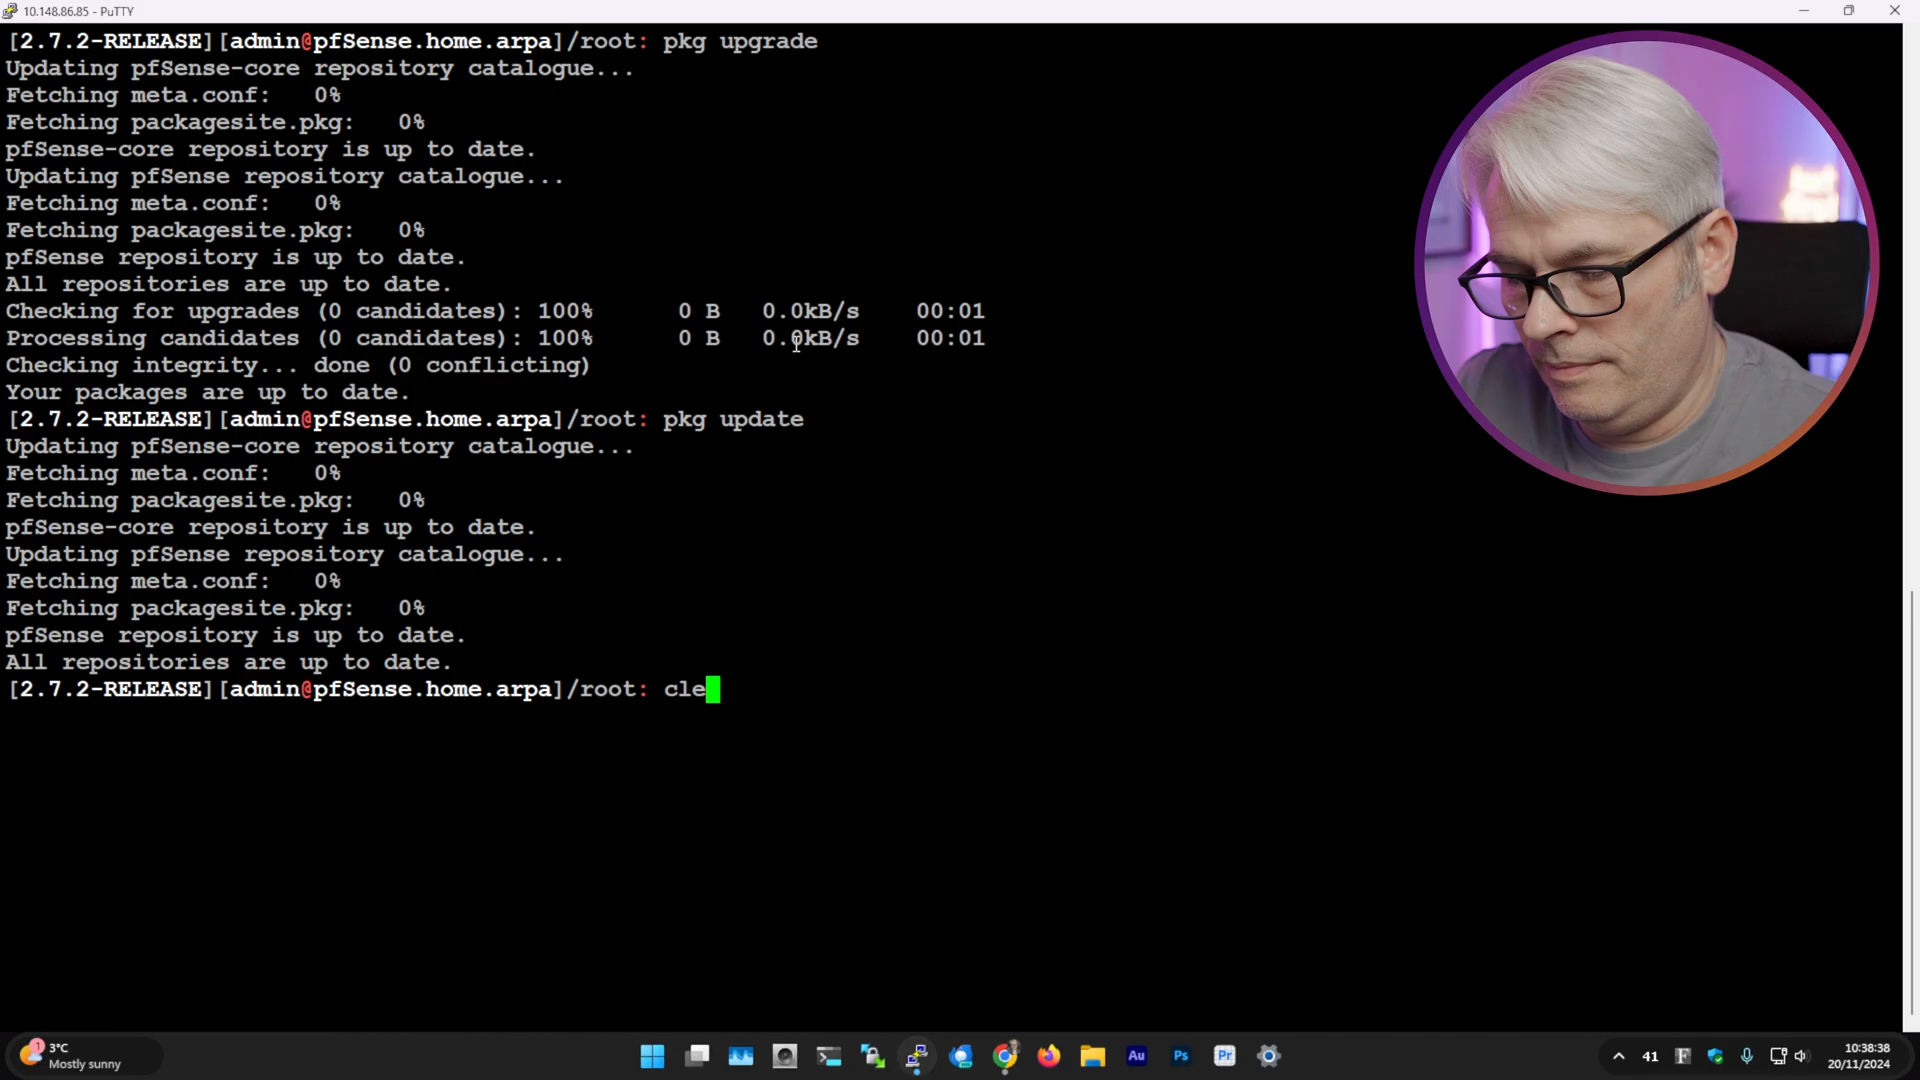 10.148.86.85 - PuTTY
[2.7.2-RELEASE][admin@pfSense.home.arpa]/root: pkg upgrade
Updating pfSense-core repository catalogue...
Fetching meta.conf:   0%
Fetching packagesite.pkg:   0%
pfSense-core repository is up to date.
Updating pfSense repository catalogue...
Fetching meta.conf:   0%
Fetching packagesite.pkg:   0%
pfSense repository is up to date.
All repositories are up to date.
Checking for upgrades (0 candidates): 100%      0 B   0.0kB/s    00:01
Processing candidates (0 candidates): 100%      0 B   0.0kB/s    00:01
Checking integrity... done (0 conflicting)
Your packages are up to date.
[2.7.2-RELEASE][admin@pfSense.home.arpa]/root: pkg update
Updating pfSense-core repository catalogue...
Fetching meta.conf:   0%
Fetching packagesite.pkg:   0%
pfSense-core repository is up to date.
Updating pfSense repository catalogue...
Fetching meta.conf:   0%
Fetching packagesite.pkg:   0%
pfSense repository is up to date.
All repositories are up to date.
[2.7.2-RELEASE][admin@pfSense.home.arpa]/root: cle
1
3°C
Mostly sunny
Au
Ps
Pr
41
F
10:38:38
20/11/2024